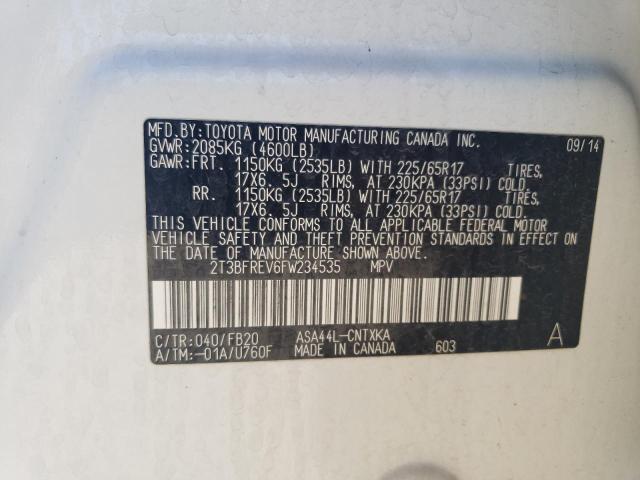 MFD.BY:TOYOTA MOTOR MANUFACTURING CANADA INC. 09/14
GVWR:2085KG (4600LB)
GAWR:FRT. 1150KG (2535LB) WITH 225/65R17 TIRES,
17X6. 5J RIMS, AT 230KPA (33PSI) COLD.
RR. 1150KG (2535LB) WITH 225/65R17 TIRES,
17X6. 5J RIMS, AT 230KPA (33PSI) COLD.
THIS VEHICLE CONFORMS TO ALL APPLICABLE FEDERAL MOTOR
VEHICLE SAFETY AND THEFT PREVENTION STANDARDS IN EFFECT ON
THE DATE OF MANUFACTURE SHOWN ABOVE.
2T3BFREV6FW234535 MPV
C/TR:040/FB20 ASA44L-CNTXKA
A/TM:-01A/U760F MADE IN CANADA 603 A